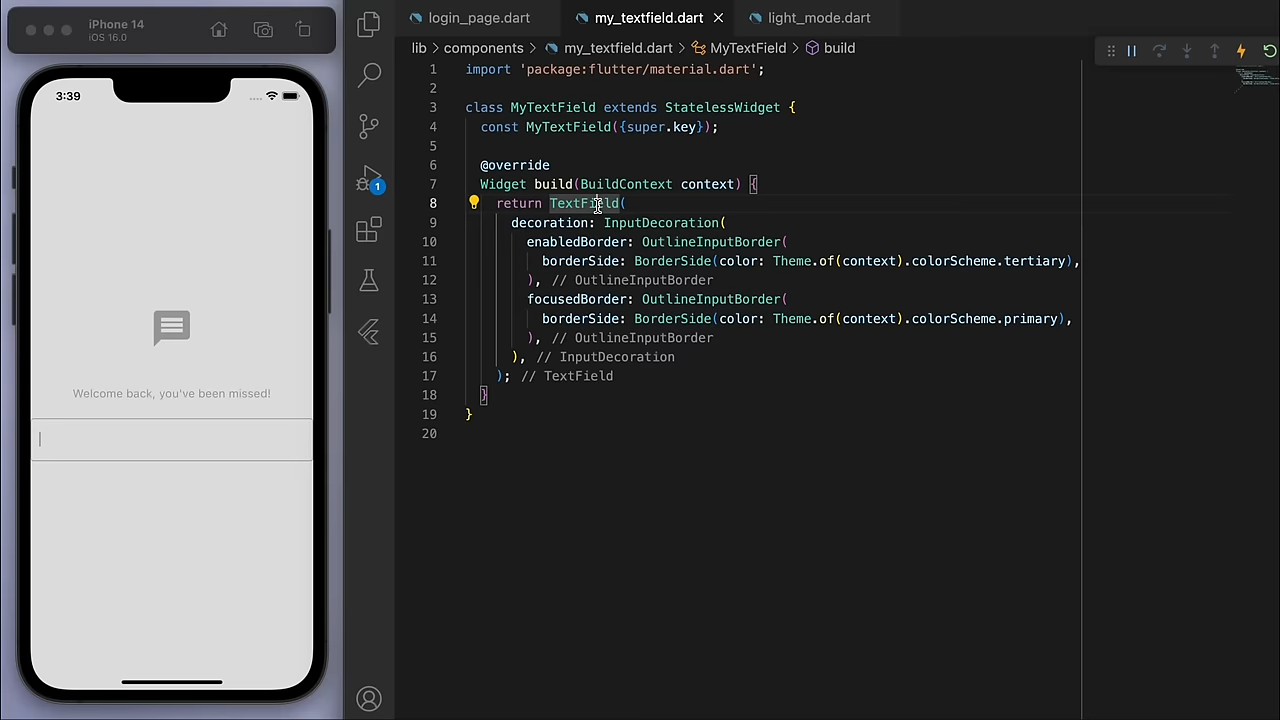 iPhone 14
iOS 16.0
3:39
Welcome back, you've been missed!
1
login_page.dart
my_textfield.dart
light_mode.dart
lib > components > my_textfield.dart > MyTextField > build
1 import 'package:flutter/material.dart';
2
3 class MyTextField extends StatelessWidget {
4 const MyTextField({super.key});
5
6 @override
7 Widget build(BuildContext context) {
8 return TextField(
9 decoration: InputDecoration(
10 enabledBorder: OutlineInputBorder(
11 borderSide: BorderSide(color: Theme.of(context).colorScheme.tertiary),
12 ), // OutlineInputBorder
13 focusedBorder: OutlineInputBorder(
14 borderSide: BorderSide(color: Theme.of(context).colorScheme.primary),
15 ), // OutlineInputBorder
16 ), // InputDecoration
17 ); // TextField
18 }
19 }
20